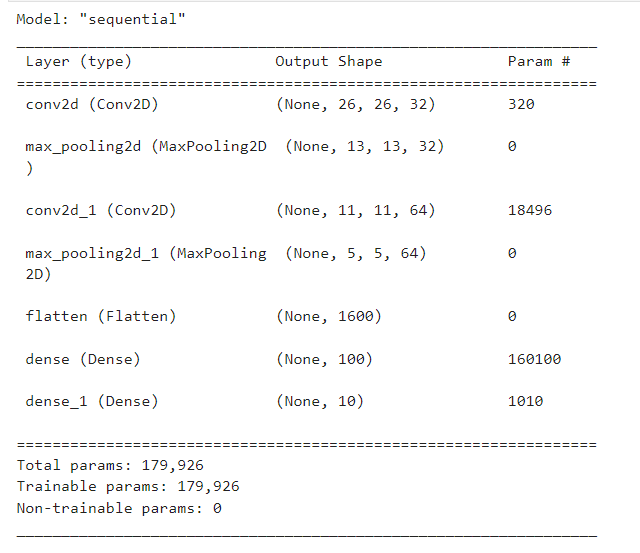 Model: "sequential"
_________________________________________________________________
Layer (type) Output Shape Param #
=================================================================
conv2d (Conv2D) (None, 26, 26, 32) 320
max_pooling2d (MaxPooling2D (None, 13, 13, 32) 0
)
conv2d_1 (Conv2D) (None, 11, 11, 64) 18496
max_pooling2d_1 (MaxPooling (None, 5, 5, 64) 0
2D)
flatten (Flatten) (None, 1600) 0
dense (Dense) (None, 100) 160100
dense_1 (Dense) (None, 10) 1010
=================================================================
Total params: 179,926
Trainable params: 179,926
Non-trainable params: 0
_________________________________________________________________